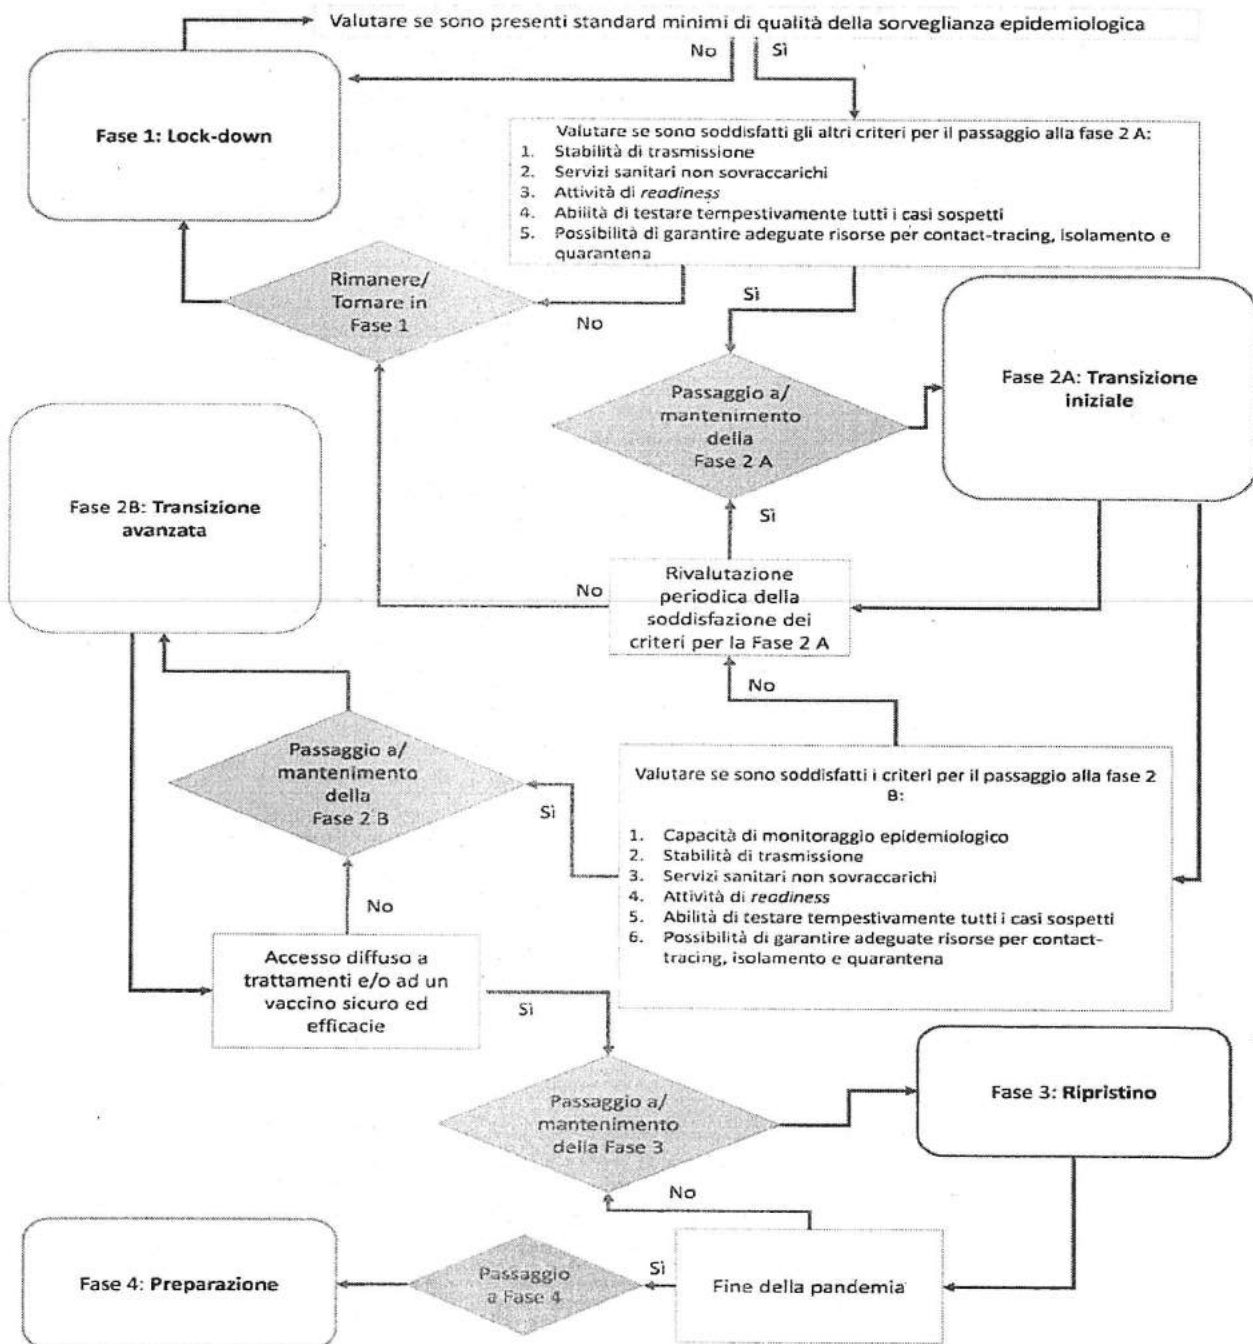 Valutare se sono presenti standard minimi di qualità della sorveglianza epidemiologica
No
Sì
Fase 1: Lock-down
Valutare se sono soddisfatti gli altri criteri per il passaggio alla fase 2 A:
1. Stabilità di trasmissione
2. Servizi sanitari non sovraccarichi
3. Attività di readiness
4. Abilità di testare tempestivamente tutti i casi sospetti
5. Possibilità di garantire adeguate risorse per contact-tracing, isolamento e
quarantena
Rimanere/
Tornare in
Fase 1
No
Sì
Passaggio a/
mantenimento
della
Fase 2 A
Fase 2A: Transizione
iniziale
Fase 2B: Transizione
avanzata
Sì
No
Rivalutazione
periodica della
soddisfazione dei
criteri per la Fase 2 A
No
Passaggio a/
mantenimento
della
Fase 2 B
Sì
Valutare se sono soddisfatti i criteri per il passaggio alla fase 2
B:
1. Capacità di monitoraggio epidemiologico
2. Stabilità di trasmissione
3. Servizi sanitari non sovraccarichi
4. Attività di readiness
5. Abilità di testare tempestivamente tutti i casi sospetti
6. Possibilità di garantire adeguate risorse per contact-
tracing, isolamento e quarantena
No
Accesso diffuso a
trattamenti e/o ad un
vaccino sicuro ed
efficacie
Sì
Passaggio a/
mantenimento
della Fase 3
Fase 3: Ripristino
No
Fase 4: Preparazione
Passaggio
a Fase 4
Sì
Fine della pandemia